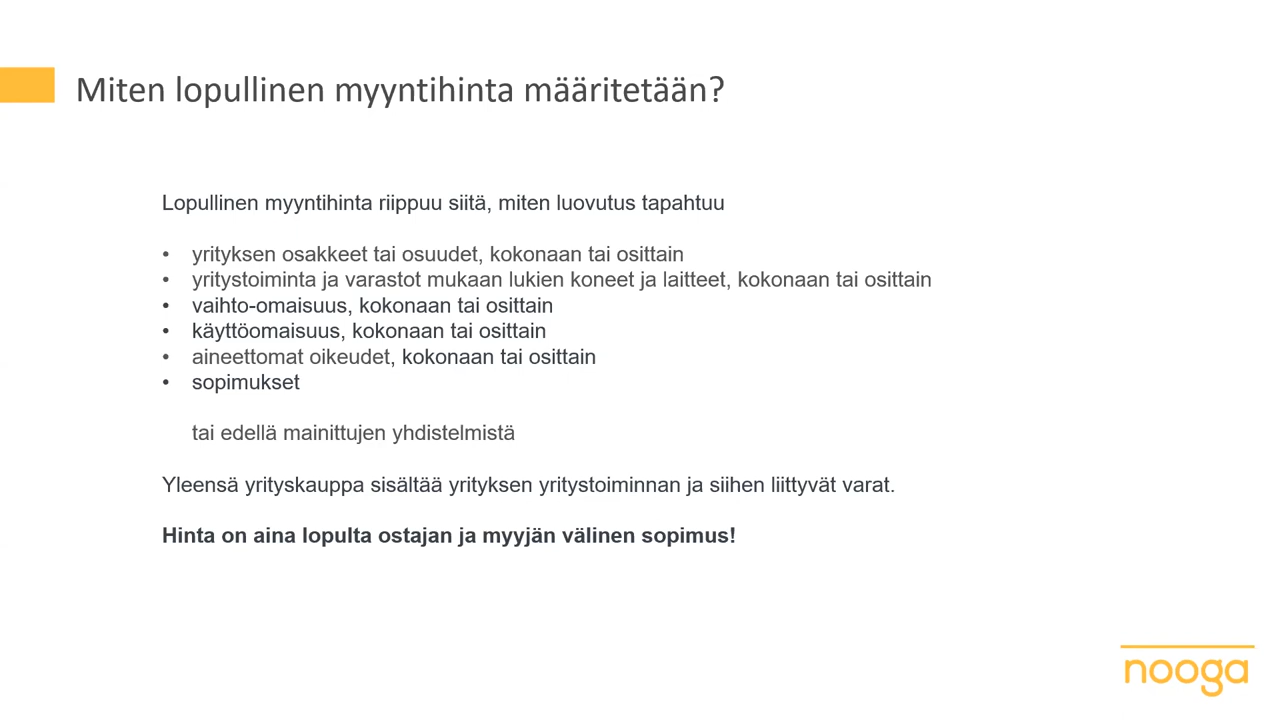 Miten lopullinen myyntihinta määritetään?
Lopullinen myyntihinta riippuu siitä, miten luovutus tapahtuu
• yrityksen osakkeet tai osuudet, kokonaan tai osittain
• yritystoiminta ja varastot mukaan lukien koneet ja laitteet, kokonaan tai osittain
• vaihto-omaisuus, kokonaan tai osittain
• käyttöomaisuus, kokonaan tai osittain
• aineettomat oikeudet, kokonaan tai osittain
• sopimukset
tai edellä mainittujen yhdistelmistä
Yleensä yrityskauppa sisältää yrityksen yritystoiminnan ja siihen liittyvät varat.
Hinta on aina lopulta ostajan ja myyjän välinen sopimus!
nooga